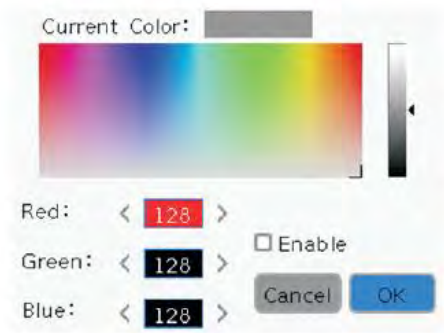 Current Color:
Red: < 128 >
Green: < 128 >
Enable
Blue: < 128 >
Cancel OK